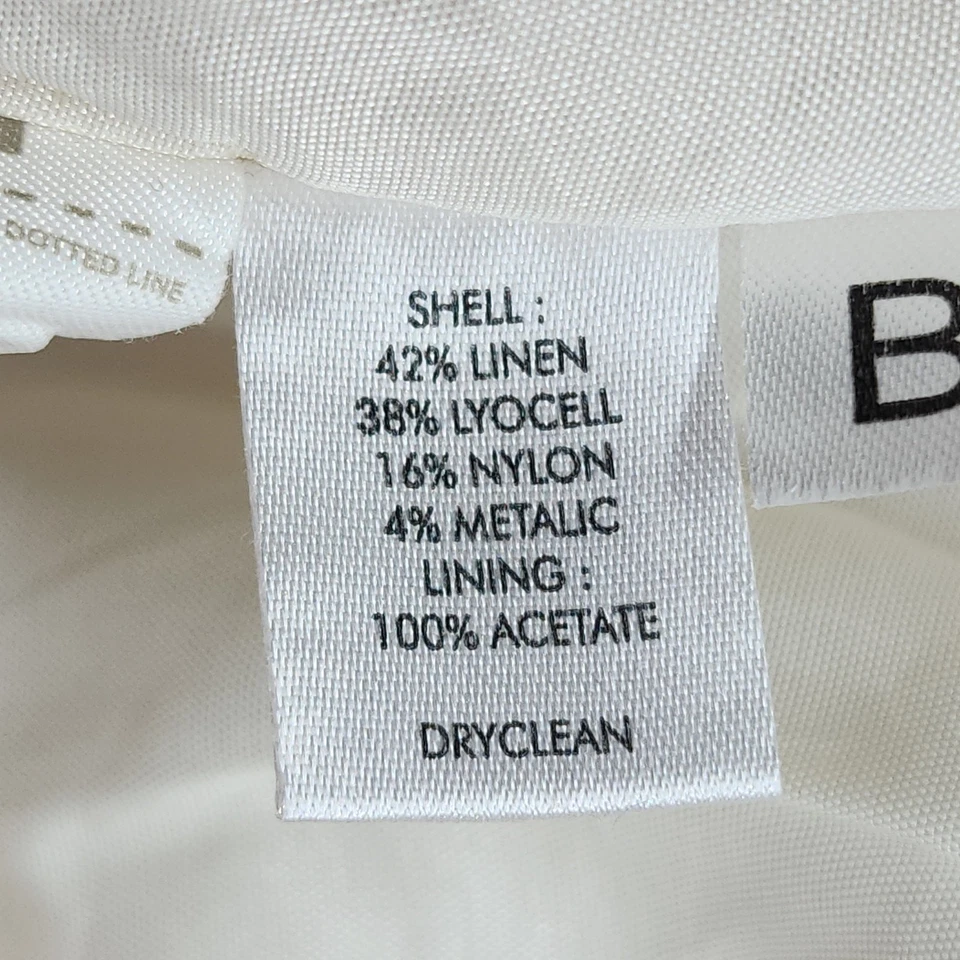 DOTTED LINE
SHELL :
42% LINEN
38% LYOCELL
16% NYLON
4% METALIC
LINING :
100% ACETATE
DRYCLEAN
B